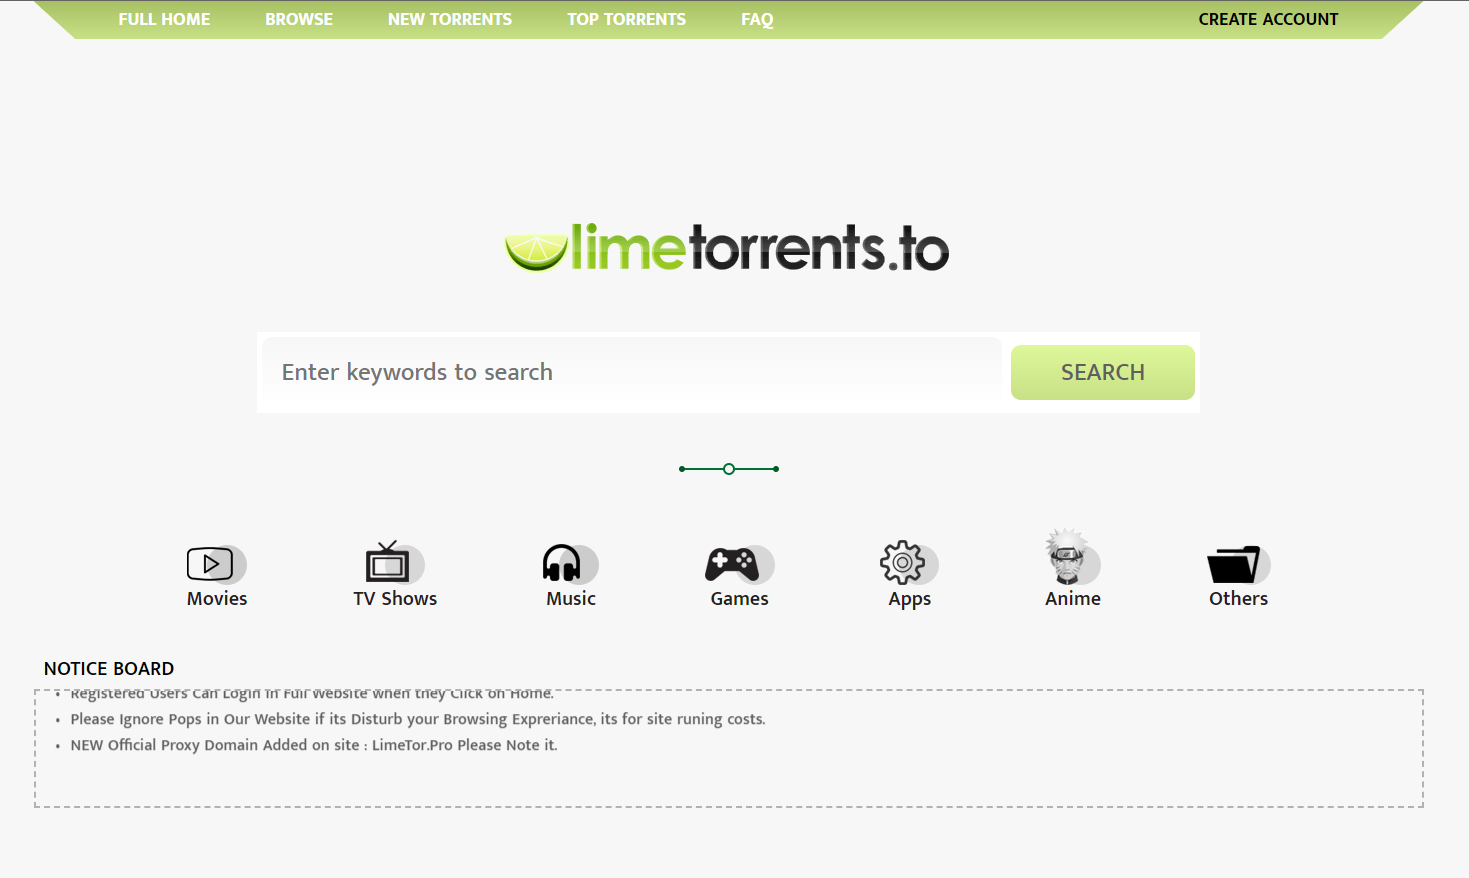 FULL HOME BROWSE NEW TORRENTS TOP TORRENTS FAQ CREATE ACCOUNT
limetorrents.to
Enter keywords to search SEARCH
Movies TV Shows Music Games Apps Anime Others
NOTICE BOARD
• Registered Users Can Login in Full Website when they Click on Home.
• Please Ignore Pops in Our Website if its Disturb your Browsing Expreriance, its for site runing costs.
• NEW Official Proxy Domain Added on site : LimeTor.Pro Please Note it.